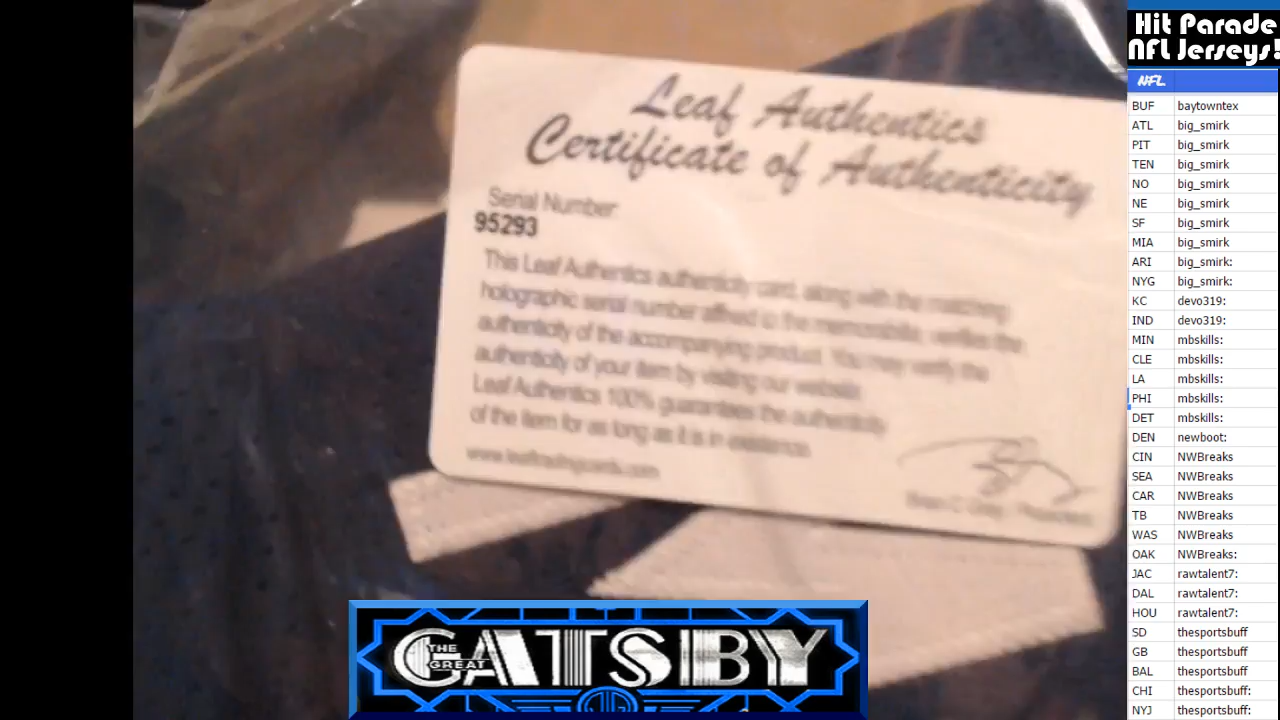 Leaf Authentics
Certificate of Authenticity
Serial Number:
95293
This Leaf Authentics authenticity card, along with the matching
holographic serial number affixed to the memorabilia, verifies the
authenticity of the accompanying product. You may verify the
authenticity of your item by visiting our website.
Leaf Authentics 100% guarantees the authenticity
of the item for as long as it is in existence.
THE GREAT GATSBY
Hit Parade
NFL Jerseys!
NFL
BUF baytowntex
ATL big_smirk
PIT big_smirk
TEN big_smirk
NO big_smirk
NE big_smirk
SF big_smirk
MIA big_smirk
ARI big_smirk:
NYG big_smirk:
KC devo319:
IND devo319:
MIN mbskills:
CLE mbskills:
LA mbskills:
PHI mbskills:
DET mbskills:
DEN newboot:
CIN NWBreaks
SEA NWBreaks
CAR NWBreaks
TB NWBreaks
WAS NWBreaks
OAK NWBreaks:
JAC rawtalent7:
DAL rawtalent7:
HOU rawtalent7:
SD thesportsbuff
GB thesportsbuff
BAL thesportsbuff
CHI thesportsbuff:
NYJ thesportsbuff: